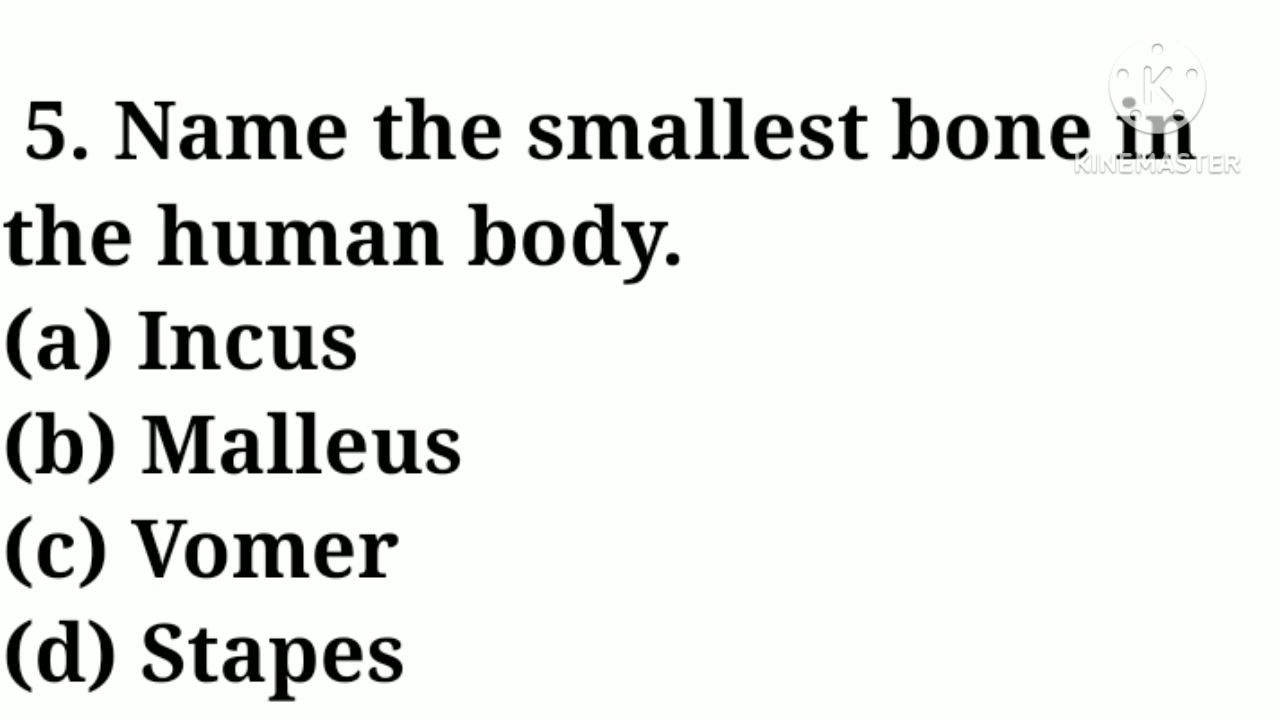 5. Name the smallest bone in
the human body.
(a) Incus
(b) Malleus
(c) Vomer
(d) Stapes
K
KINEMASTER